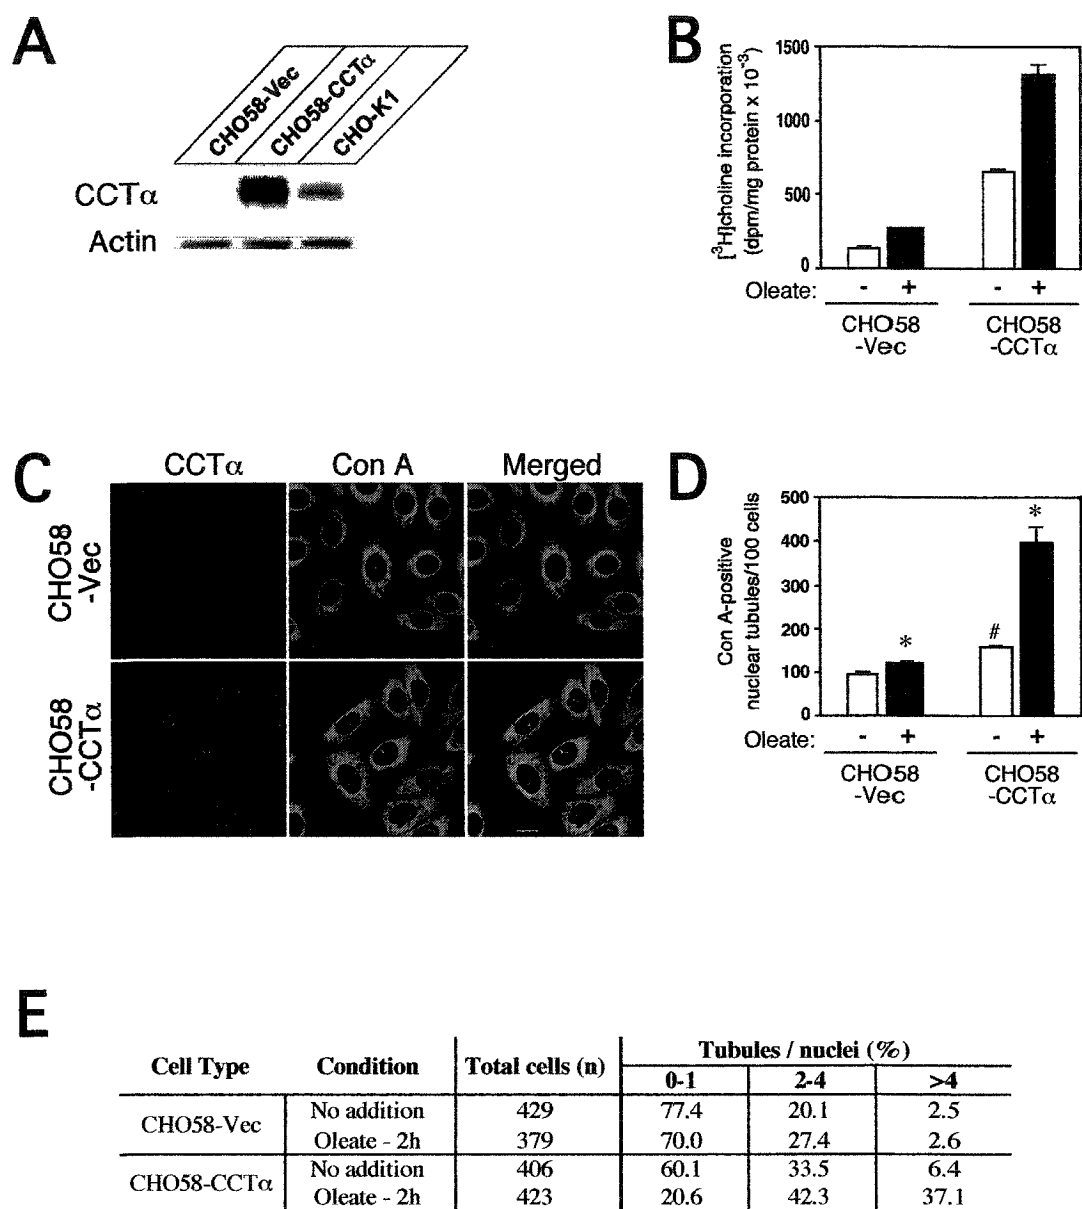 A
CHO58-Vec
CHO58-CCTα
CHO-K1
CCTα
Actin
B
[³H]choline incorporation
(dpm/mg protein x 10⁻³)
1500
1000
500
0
Oleate: - + - +
CHO58
-Vec
CHO58
-CCTα
C
CCTα Con A Merged
CHO58
-Vec
CHO58
-CCTα
D
Con A-positive
nuclear tubules/100 cells
500
400
300
200
100
0
*
#
*
Oleate: - + - +
CHO58
-Vec
CHO58
-CCTα
E
Cell Type Condition Total cells (n) Tubules / nuclei (%)
0-1 2-4 >4
CHO58-Vec No addition 429 77.4 20.1 2.5
Oleate - 2h 379 70.0 27.4 2.6
CHO58-CCTα No addition 406 60.1 33.5 6.4
Oleate - 2h 423 20.6 42.3 37.1